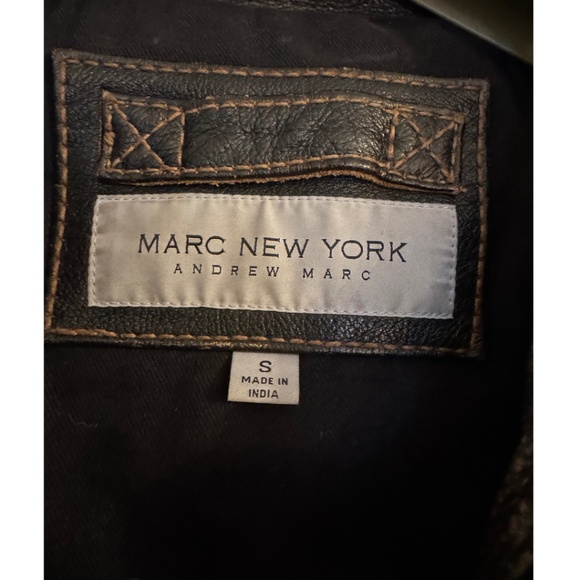 MARC NEW YORK
ANDREW MARC
S
MADE IN
INDIA